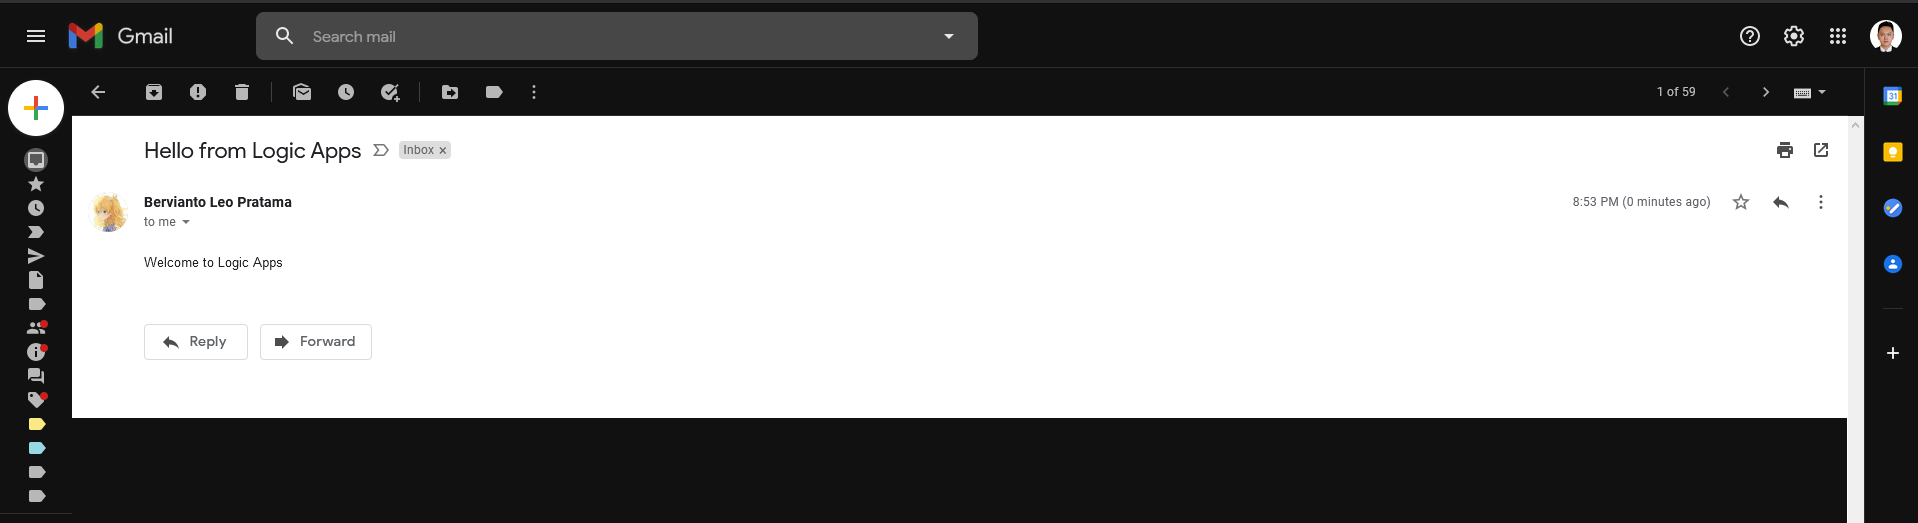 Gmail
Search mail
1 of 59
31
Hello from Logic Apps
Inbox ×
Bervianto Leo Pratama
8:53 PM (0 minutes ago)
to me
Welcome to Logic Apps
Reply
Forward